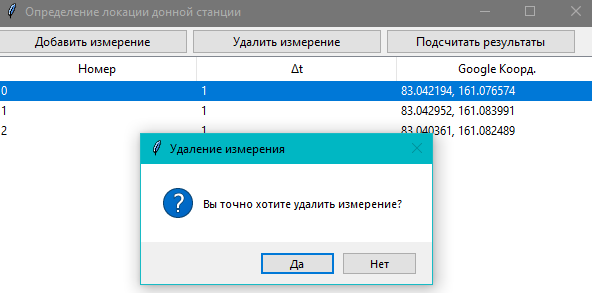 Определение локации донной станции
Добавить измерение Удалить измерение Подсчитать результаты
Номер Δt Google Коорд.
0 1 83.042194, 161.076574
1 1 83.042952, 161.083991
2 1 83.040361, 161.082489
Удаление измерения
Вы точно хотите удалить измерение?
Да Нет